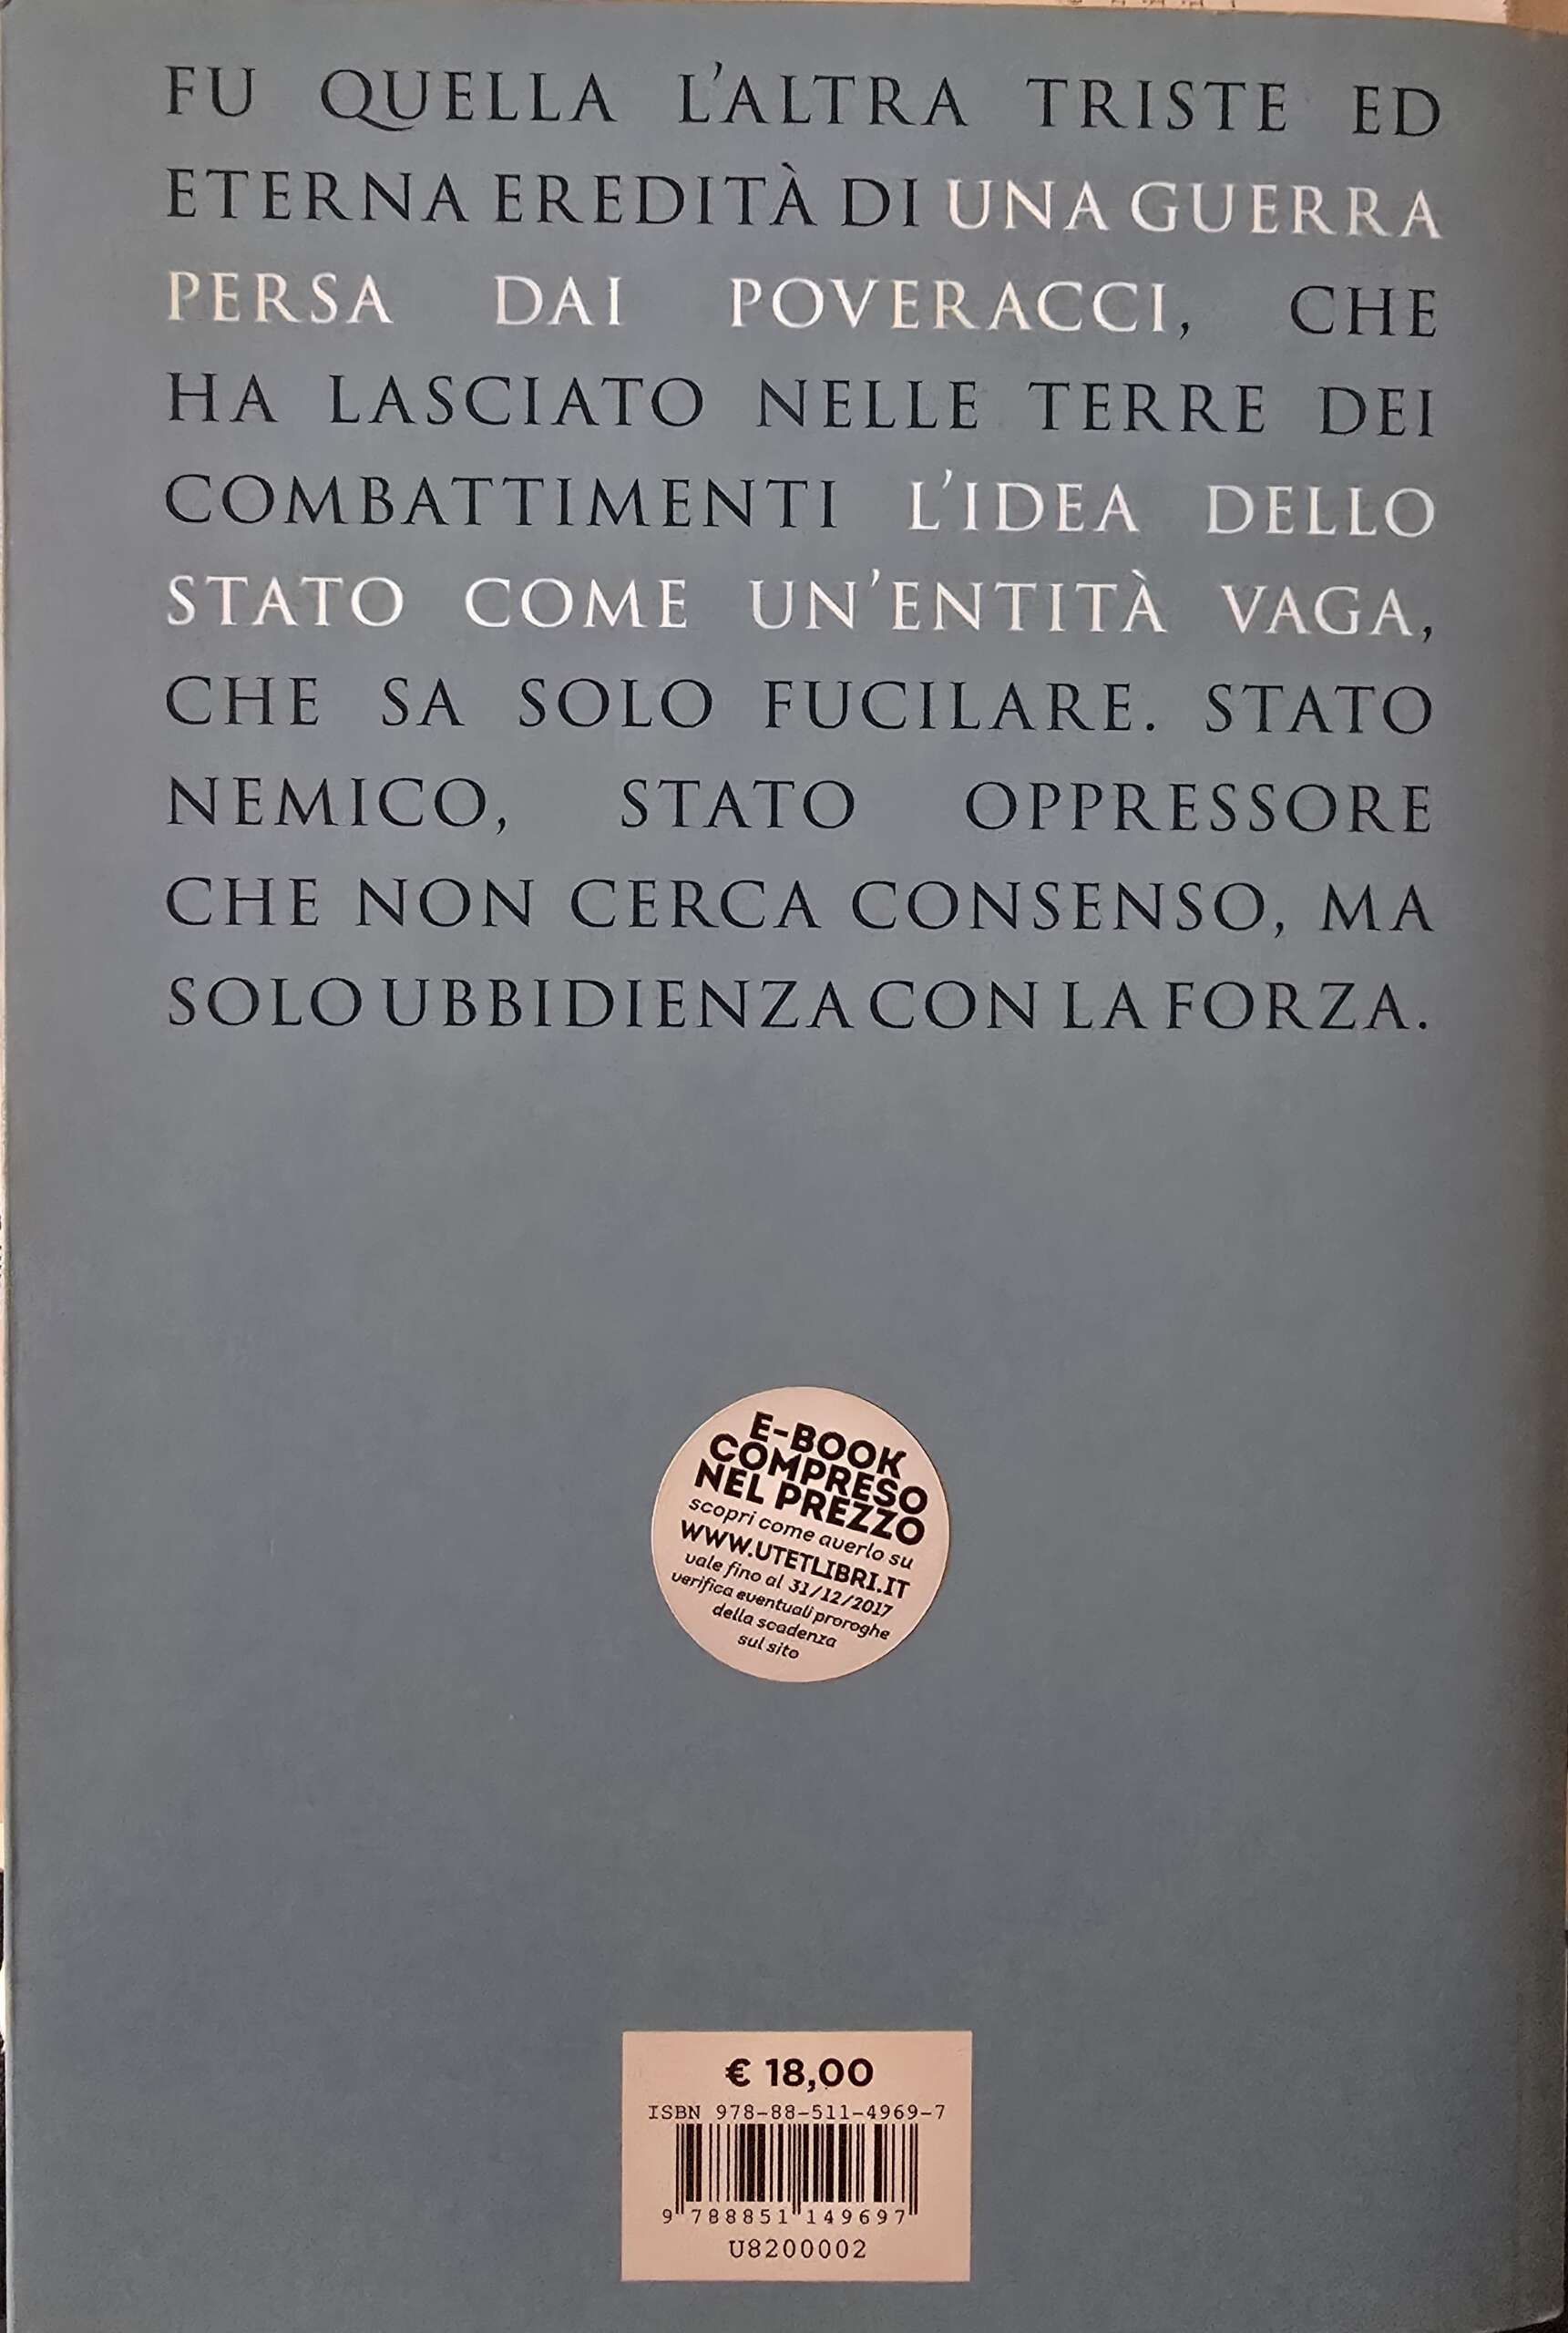 FU QUELLA L'ALTRA TRISTE ED
ETERNA EREDITÀ DI UNA GUERRA
PERSA DAI POVERACCI, CHE
HA LASCIATO NELLE TERRE DEI
COMBATTIMENTI L'IDEA DELLO
STATO COME UN'ENTITÀ VAGA,
CHE SA SOLO FUCILARE. STATO
NEMICO, STATO OPPRESSORE
CHE NON CERCA CONSENSO, MA
SOLO UBBIDIENZA CON LA FORZA.
E-BOOK
COMPRESO
NEL PREZZO
scopri come averlo su
WWW.UTETLIBRI.IT
vale fino al 31/12/2017
verifica eventuali proroghe
della scadenza
sul sito
€ 18,00
ISBN 978-88-511-4969-7
9 788851 149697
U8200002